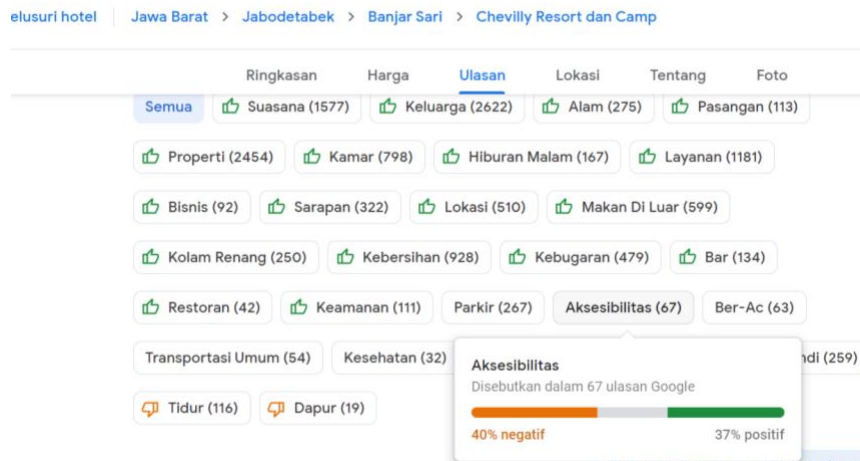 elusuri hotel Jawa Barat > Jabodetabek > Banjar Sari > Chevilly Resort dan Camp
Ringkasan Harga Ulasan Lokasi Tentang Foto
Semua Suasana (1577) Keluarga (2622) Alam (275) Pasangan (113)
Properti (2454) Kamar (798) Hiburan Malam (167) Layanan (1181)
Bisnis (92) Sarapan (322) Lokasi (510) Makan Di Luar (599)
Kolam Renang (250) Kebersihan (928) Kebugaran (479) Bar (134)
Restoran (42) Keamanan (111) Parkir (267) Aksesibilitas (67) Ber-Ac (63)
Transportasi Umum (54) Kesehatan (32) ndi (259)
Aksesibilitas
Disebutkan dalam 67 ulasan Google
Tidur (116) Dapur (19)
40% negatif 37% positif